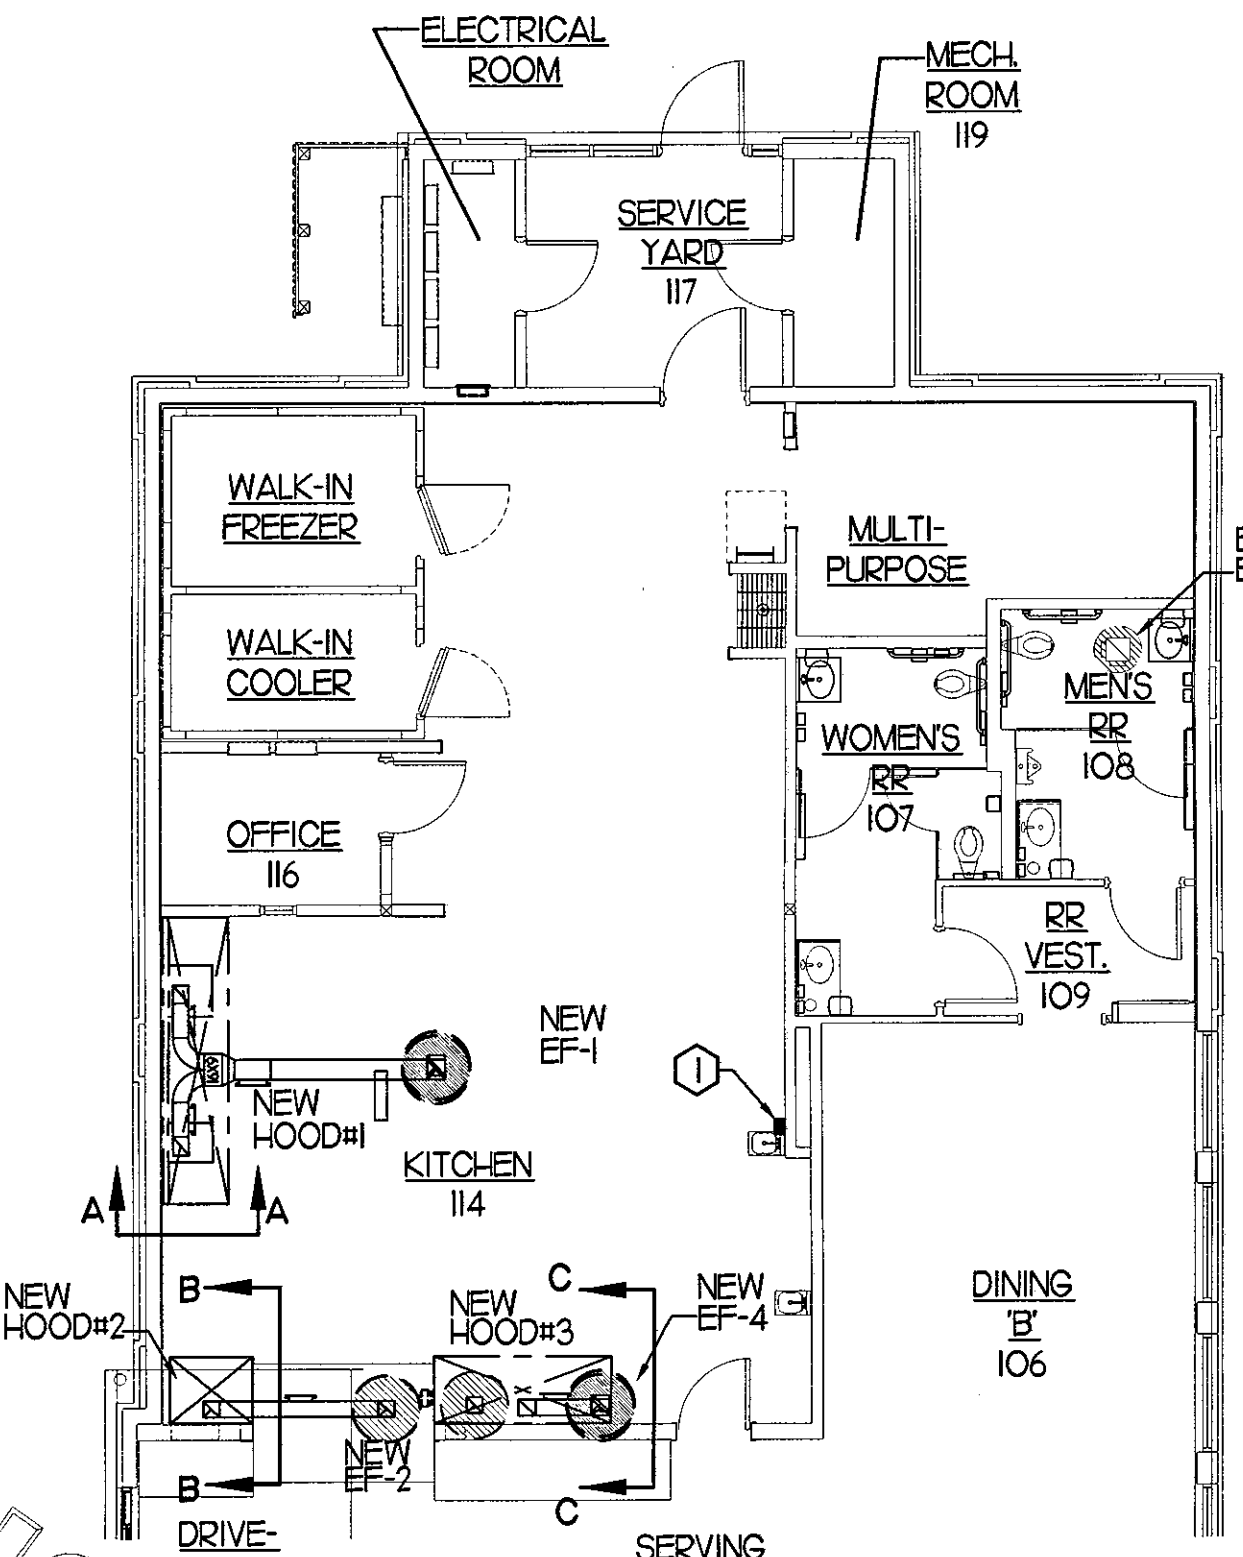 ELECTRICAL
ROOM
MECH.
ROOM
119
SERVICE
YARD
117
WALK-IN
FREEZER
MULTI-
PURPOSE
WALK-IN
COOLER
MEN'S
RR
108
WOMEN'S
RR
107
OFFICE
116
RR
VEST.
109
NEW
EF-1
16X9
1
NEW
HOOD#1
KITCHEN
114
A
A
B
C
NEW
HOOD#2
NEW
HOOD#3
NEW
EF-4
DINING
'B'
106
NEW
EF-2
B
C
DRIVE-
SERVING